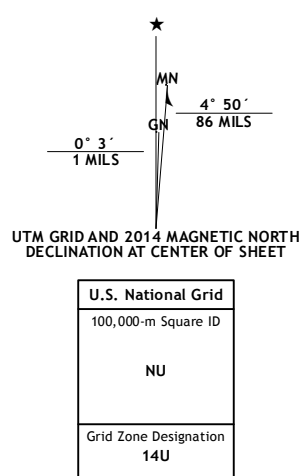 ★
MN
4° 50´
86 MILS
GN
0° 3´
1 MILS
UTM GRID AND 2014 MAGNETIC NORTH
DECLINATION AT CENTER OF SHEET
U.S. National Grid
100,000-m Square ID
NU
Grid Zone Designation
14U